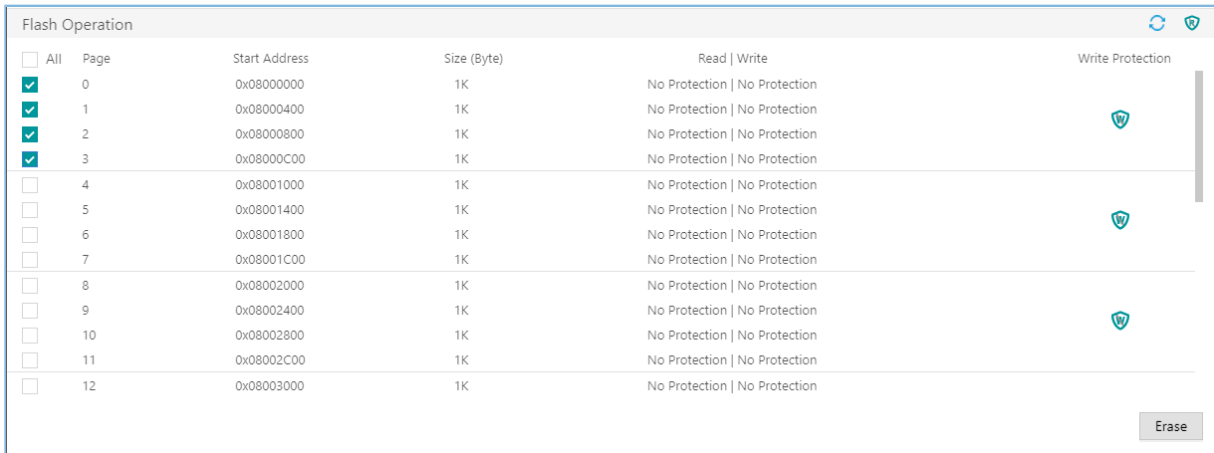 Flash Operation
All Page Start Address Size (Byte) Read | Write Write Protection
0 0x08000000 1K No Protection | No Protection
1 0x08000400 1K No Protection | No Protection
2 0x08000800 1K No Protection | No Protection
3 0x08000C00 1K No Protection | No Protection
4 0x08001000 1K No Protection | No Protection
5 0x08001400 1K No Protection | No Protection
6 0x08001800 1K No Protection | No Protection
7 0x08001C00 1K No Protection | No Protection
8 0x08002000 1K No Protection | No Protection
9 0x08002400 1K No Protection | No Protection
10 0x08002800 1K No Protection | No Protection
11 0x08002C00 1K No Protection | No Protection
12 0x08003000 1K No Protection | No Protection
Erase